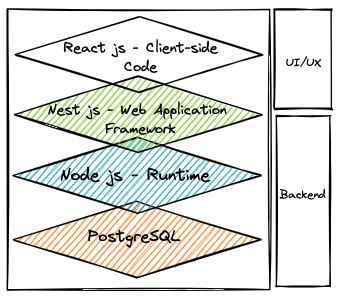 React js - Client-side
Code
Nest js - Web Application
Framework
Node js - Runtime
PostgreSQL
UI/UX
Backend